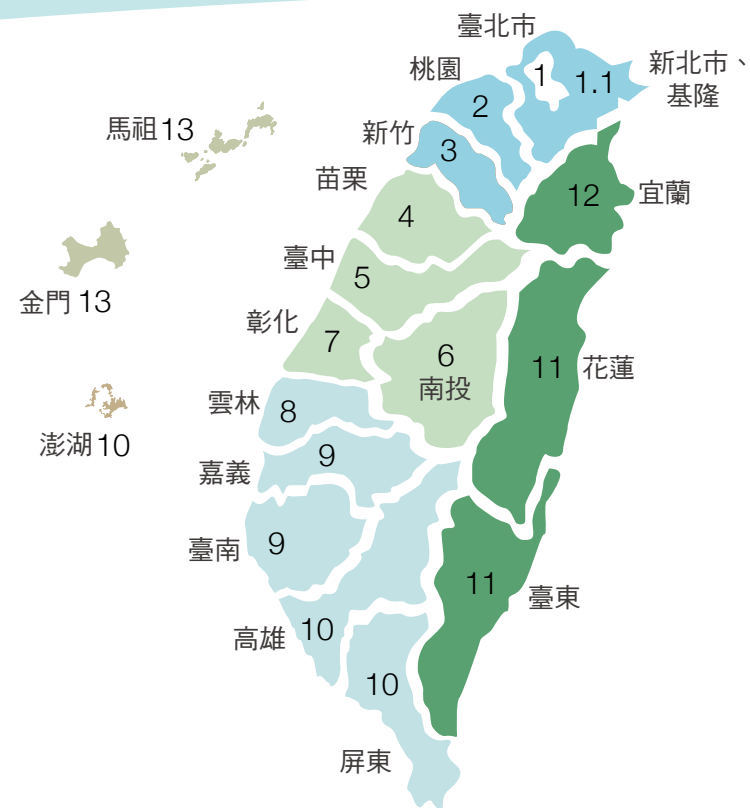 臺北市
1
1.1
新北市、
基隆
桃園
2
新竹
3
馬祖13
苗栗
4
12
宜蘭
臺中
5
金門 13
彰化
7
6
南投
11
花蓮
雲林
8
澎湖10
嘉義
9
臺南
9
11
臺東
高雄
10
10
屏東